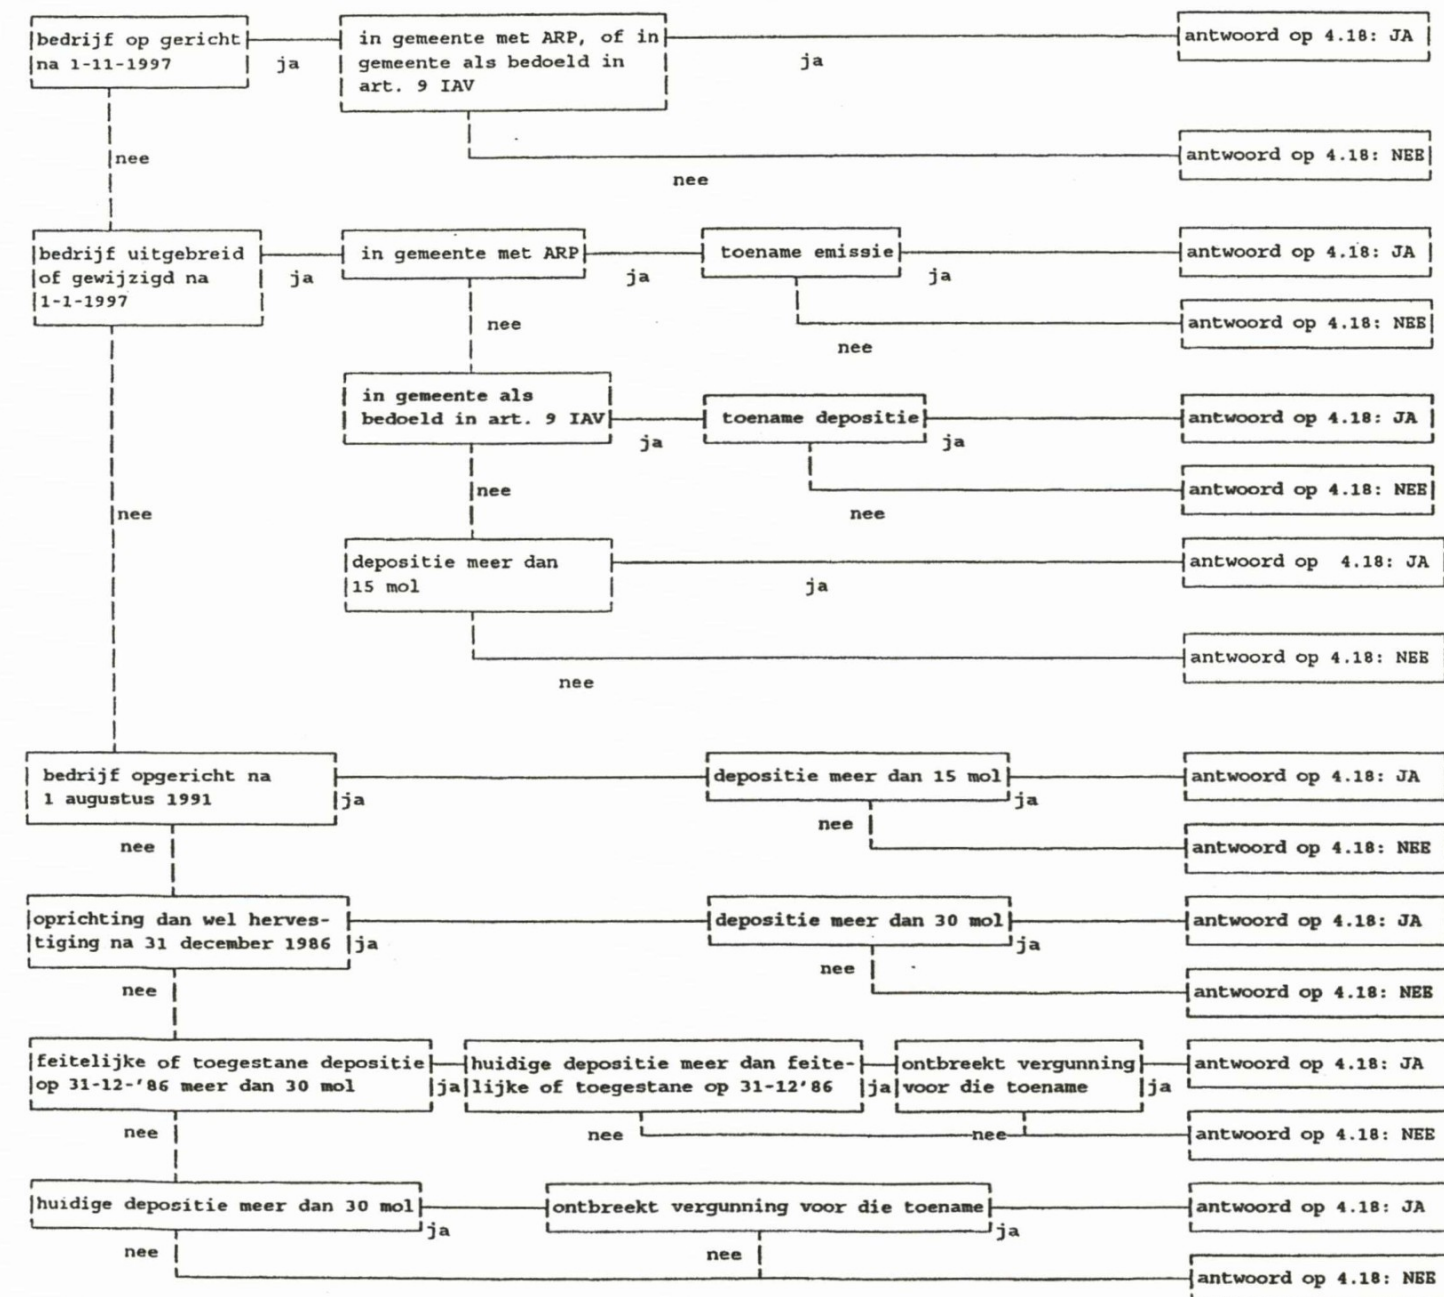 bedrijf op gericht
na 1-11-1997
ja
in gemeente met ARP, of in
gemeente als bedoeld in
art. 9 IAV
ja
antwoord op 4.18: JA
nee
antwoord op 4.18: NEE
nee
bedrijf uitgebreid
of gewijzigd na
1-1-1997
ja
in gemeente met ARP
ja
toename emissie
ja
antwoord op 4.18: JA
nee
antwoord op 4.18: NEE
nee
in gemeente als
bedoeld in art. 9 IAV
ja
toename depositie
ja
antwoord op 4.18: JA
nee
antwoord op 4.18: NEE
nee
nee
depositie meer dan
15 mol
ja
antwoord op 4.18: JA
nee
antwoord op 4.18: NEE
bedrijf opgericht na
1 augustus 1991
ja
depositie meer dan 15 mol
ja
antwoord op 4.18: JA
nee
nee
antwoord op 4.18: NEE
oprichting dan wel herves-
tiging na 31 december 1986
ja
depositie meer dan 30 mol
ja
antwoord op 4.18: JA
nee
nee
antwoord op 4.18: NEE
feitelijke of toegestane depositie
op 31-12-'86 meer dan 30 mol
ja
huidige depositie meer dan feite-
lijke of toegestane op 31-12'86
ja
ontbreekt vergunning
voor die toename
ja
antwoord op 4.18: JA
nee
nee
nee
antwoord op 4.18: NEE
huidige depositie meer dan 30 mol
ja
ontbreekt vergunning voor die toename
ja
antwoord op 4.18: JA
nee
nee
antwoord op 4.18: NEE